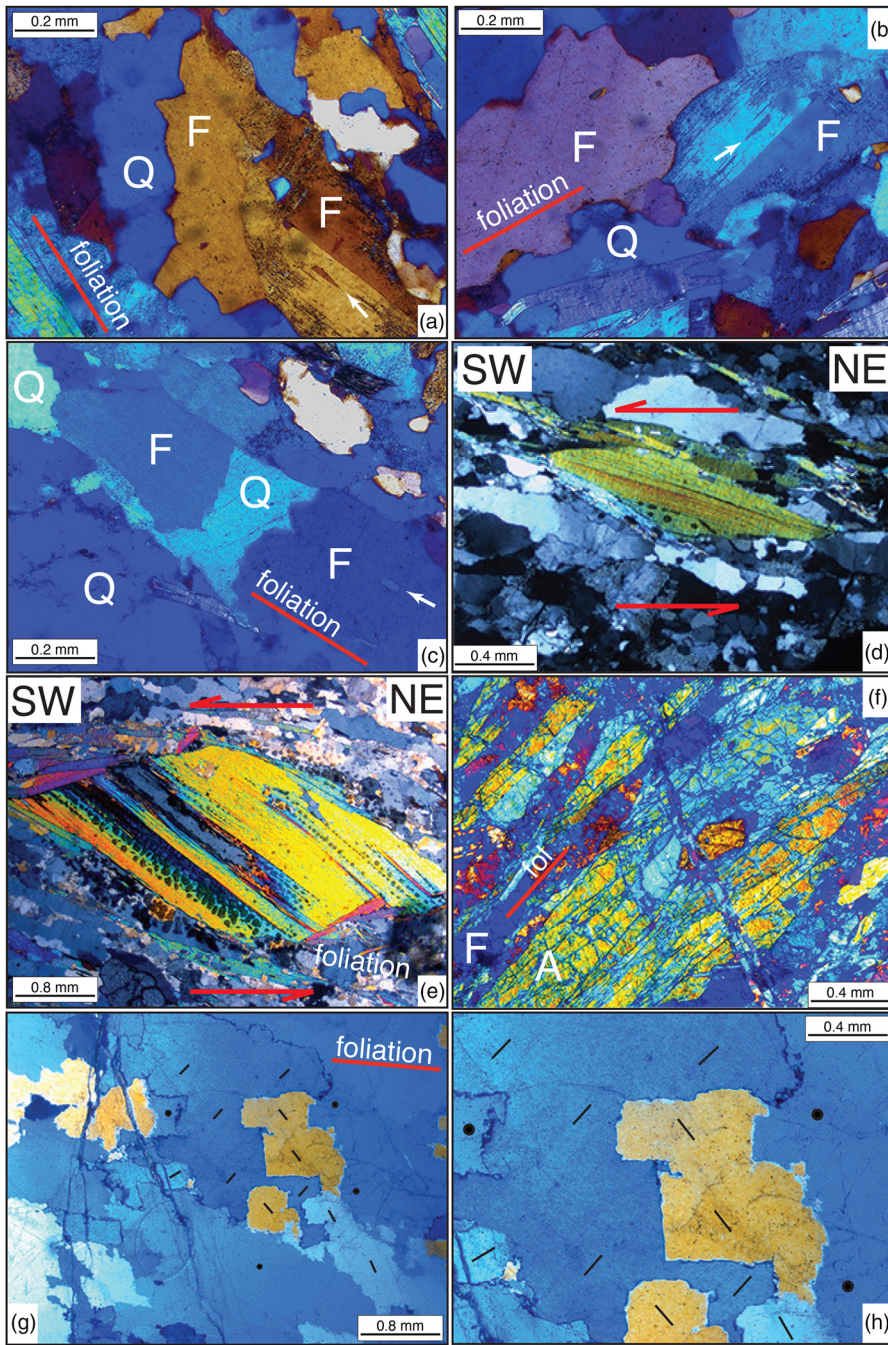 0.2 mm
F
Q
F
foliation
(a)
0.2 mm
(b)
F
F
foliation
Q
Q
F
Q
Q
F
foliation
0.2 mm
(c)
SW
NE
0.4 mm
(d)
SW
NE
foliation
0.8 mm
(e)
(f)
fol
F
A
0.4 mm
foliation
(g)
0.8 mm
0.4 mm
(h)